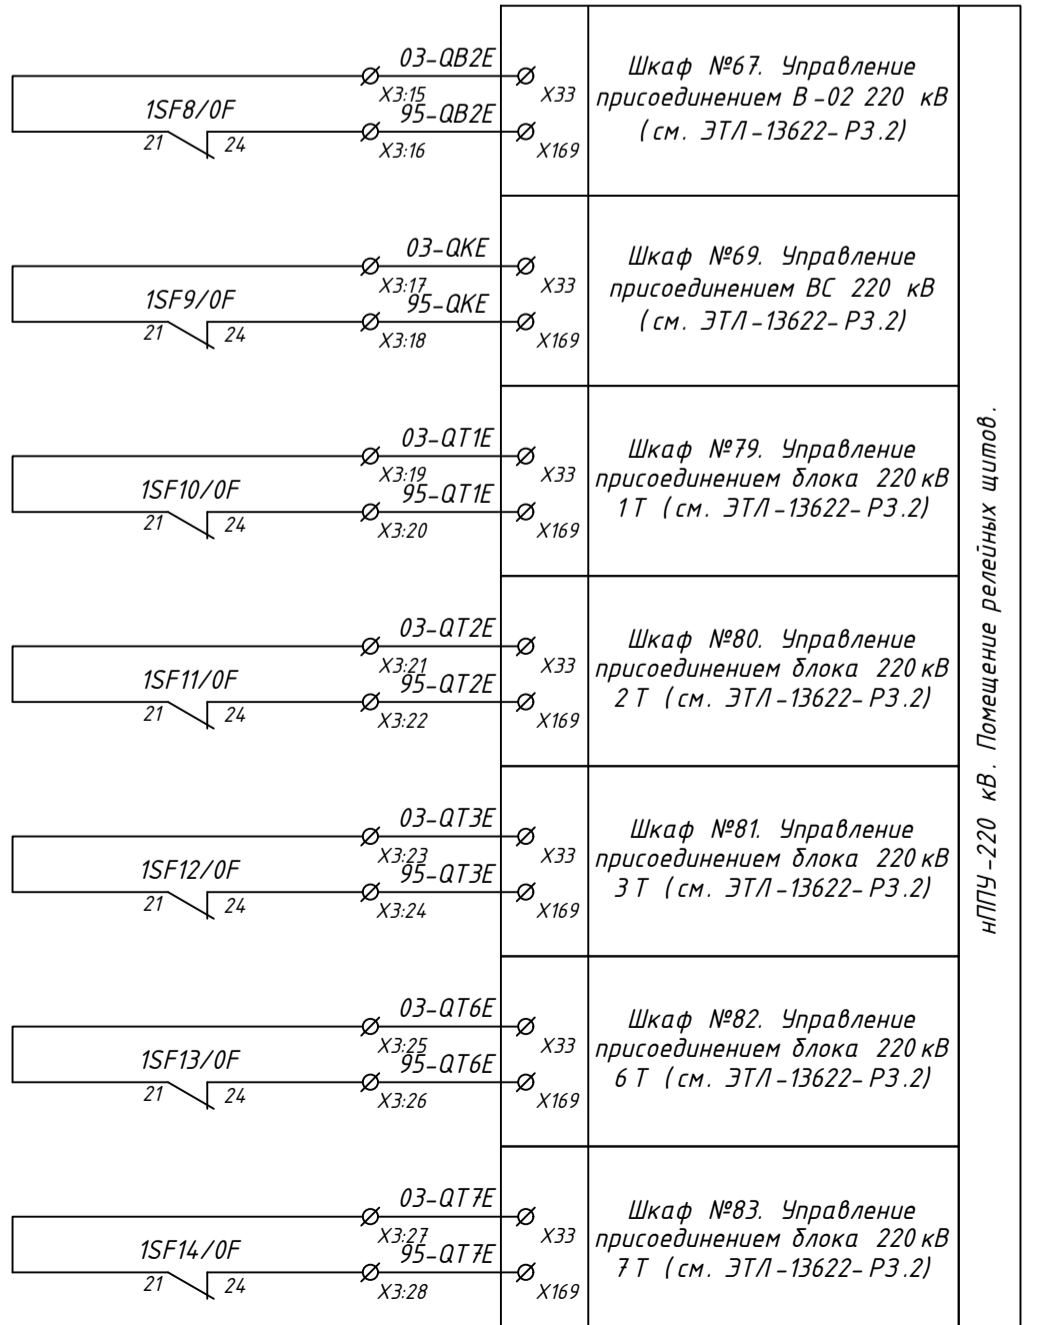 03-QB2E
X3:15
1SF8/0F
95-QB2E
21
24
X3:16
X33
X169
Шкаф №67. Управление
присоединением В-02 220 кВ
(см. ЭТЛ-13622-РЗ.2)
03-QKE
X3:17
1SF9/0F
95-QKE
21
24
X3:18
X33
X169
Шкаф №69. Управление
присоединением ВС 220 кВ
(см. ЭТЛ-13622-РЗ.2)
03-QT1E
X3:19
1SF10/0F
95-QT1E
21
24
X3:20
X33
X169
Шкаф №79. Управление
присоединением блока 220 кВ
1Т (см. ЭТЛ-13622-РЗ.2)
03-QT2E
X3:21
1SF11/0F
95-QT2E
21
24
X3:22
X33
X169
Шкаф №80. Управление
присоединением блока 220 кВ
2Т (см. ЭТЛ-13622-РЗ.2)
03-QT3E
X3:23
1SF12/0F
95-QT3E
21
24
X3:24
X33
X169
Шкаф №81. Управление
присоединением блока 220 кВ
3Т (см. ЭТЛ-13622-РЗ.2)
03-QT6E
X3:25
1SF13/0F
95-QT6E
21
24
X3:26
X33
X169
Шкаф №82. Управление
присоединением блока 220 кВ
6Т (см. ЭТЛ-13622-РЗ.2)
03-QT7E
X3:27
1SF14/0F
95-QT7E
21
24
X3:28
X33
X169
Шкаф №83. Управление
присоединением блока 220 кВ
7Т (см. ЭТЛ-13622-РЗ.2)
нППУ-220 кВ. Помещение релейных щитов.